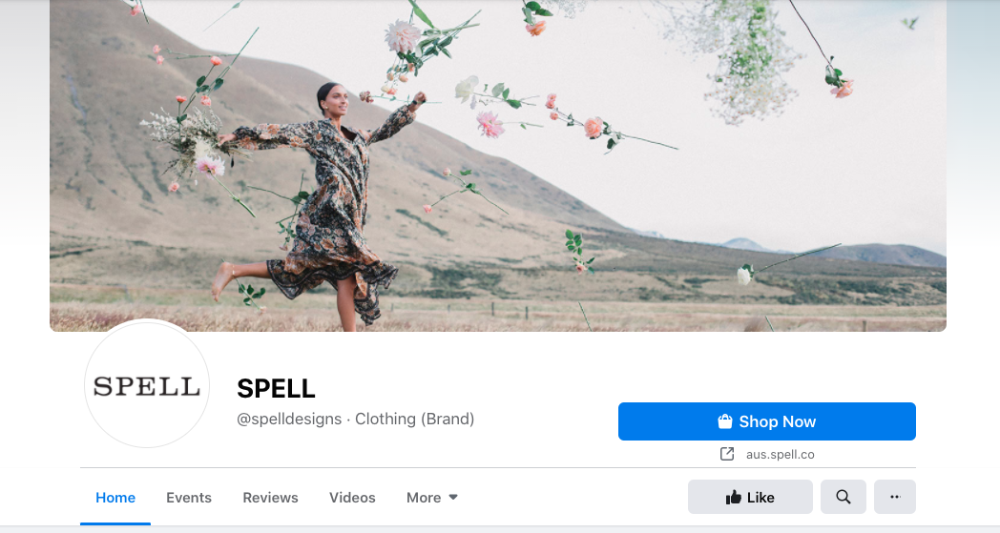 SPELL
SPELL
@spelldesigns · Clothing (Brand)
Shop Now
aus.spell.co
Home Events Reviews Videos More Like